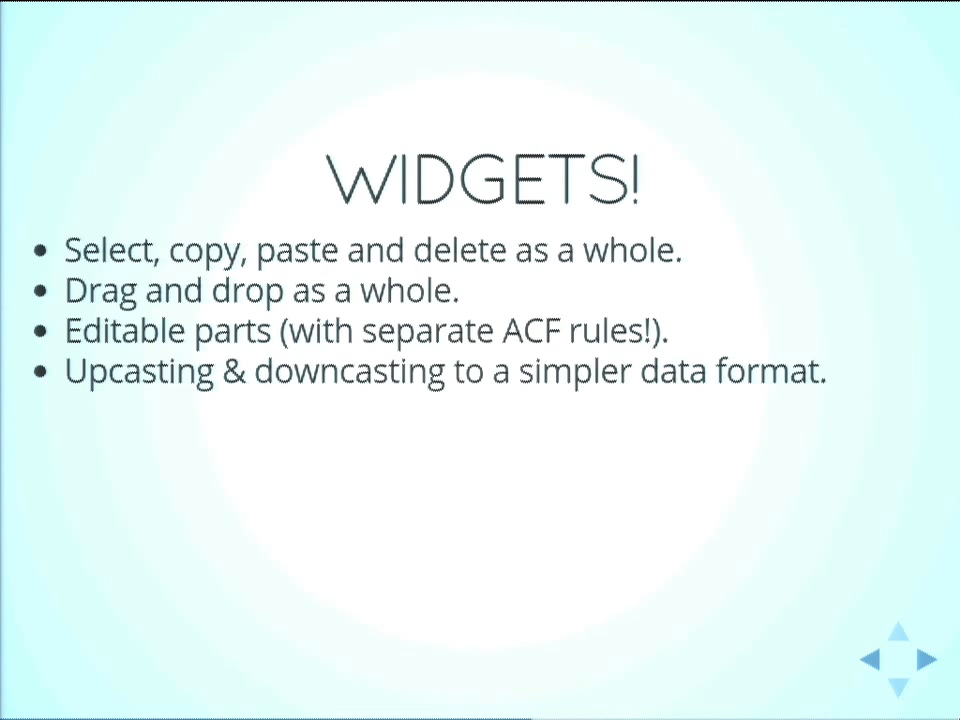 WIDGETS!
Select, copy, paste and delete as a whole.
Drag and drop as a whole.
Editable parts (with separate ACF rules!).
Upcasting & downcasting to a simpler data format.